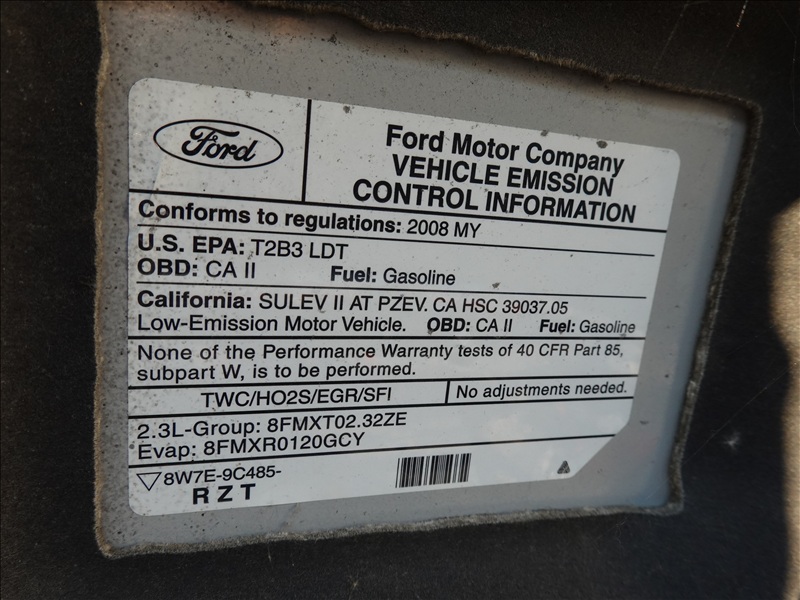 Ford
Ford Motor Company
VEHICLE EMISSION
CONTROL INFORMATION
Conforms to regulations: 2008 MY
U.S. EPA: T2B3 LDT
OBD: CA II Fuel: Gasoline
California: SULEV II AT PZEV. CA HSC 39037.05
Low-Emission Motor Vehicle. OBD: CA II Fuel: Gasoline
None of the Performance Warranty tests of 40 CFR Part 85,
subpart W, is to be performed.
TWC/HO2S/EGR/SFI No adjustments needed.
2.3L-Group: 8FMXT02.32ZE
Evap: 8FMXR0120GCY
8W7E-9C485-
R Z T